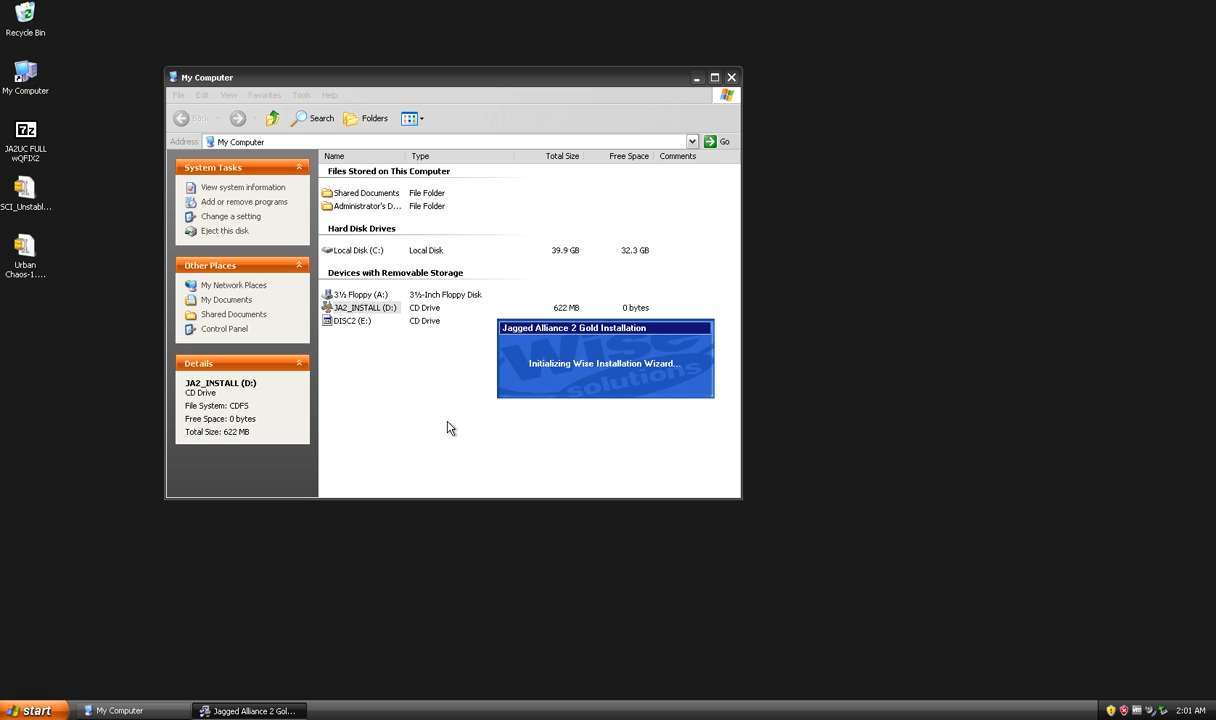 Recycle Bin
My Computer
7z
JA2UC FULL
wQFIX2
SCI_Unstabl...
Urban
Chaos-1....
My Computer
File Edit View Favorites Tools Help
Back Search Folders
Address My Computer Go
System Tasks
View system information
Add or remove programs
Change a setting
Eject this disk
Other Places
My Network Places
My Documents
Shared Documents
Control Panel
Details
JA2_INSTALL (D:)
CD Drive
File System: CDFS
Free Space: 0 bytes
Total Size: 622 MB
Name Type Total Size Free Space Comments
Files Stored on This Computer
Shared Documents File Folder
Administrator's D... File Folder
Hard Disk Drives
Local Disk (C:) Local Disk 39.9 GB 32.3 GB
Devices with Removable Storage
3½ Floppy (A:) 3½-Inch Floppy Disk
JA2_INSTALL (D:) CD Drive 622 MB 0 bytes
DISC2 (E:) CD Drive
Jagged Alliance 2 Gold Installation
Wise
Initializing Wise Installation Wizard...
solutions
start My Computer Jagged Alliance 2 Gol... 2:01 AM